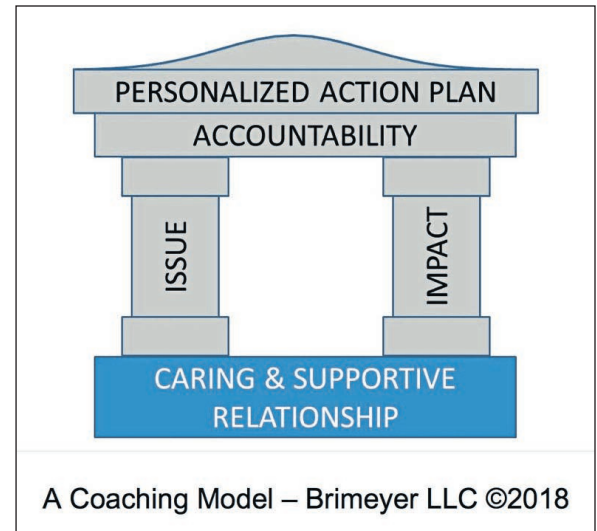 PERSONALIZED ACTION PLAN
ACCOUNTABILITY
ISSUE
IMPACT
CARING & SUPPORTIVE
RELATIONSHIP
A Coaching Model – Brimeyer LLC ©2018